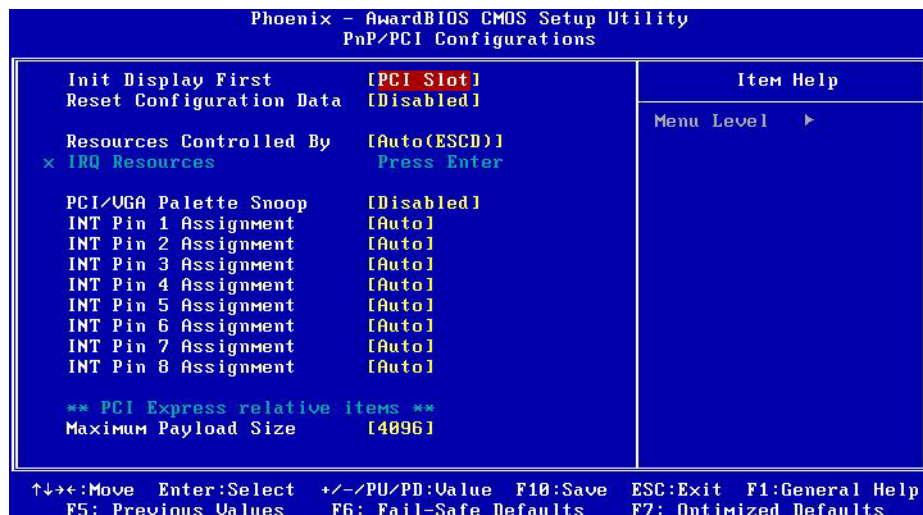 Phoenix - AwardBIOS CMOS Setup Utility
PnP/PCI Configurations
Init Display First [PCI Slot]
Reset Configuration Data [Disabled]
Resources Controlled By [Auto(ESCD)]
x IRQ Resources Press Enter
PCI/VGA Palette Snoop [Disabled]
INT Pin 1 Assignment [Auto]
INT Pin 2 Assignment [Auto]
INT Pin 3 Assignment [Auto]
INT Pin 4 Assignment [Auto]
INT Pin 5 Assignment [Auto]
INT Pin 6 Assignment [Auto]
INT Pin 7 Assignment [Auto]
INT Pin 8 Assignment [Auto]
** PCI Express relative items **
Maximum Payload Size [4096]
Item Help
Menu Level ►
↑↓→←:Move Enter:Select +/-/PU/PD:Value F10:Save ESC:Exit F1:General Help
F5: Previous Values F6: Fail-Safe Defaults F7: Optimized Defaults